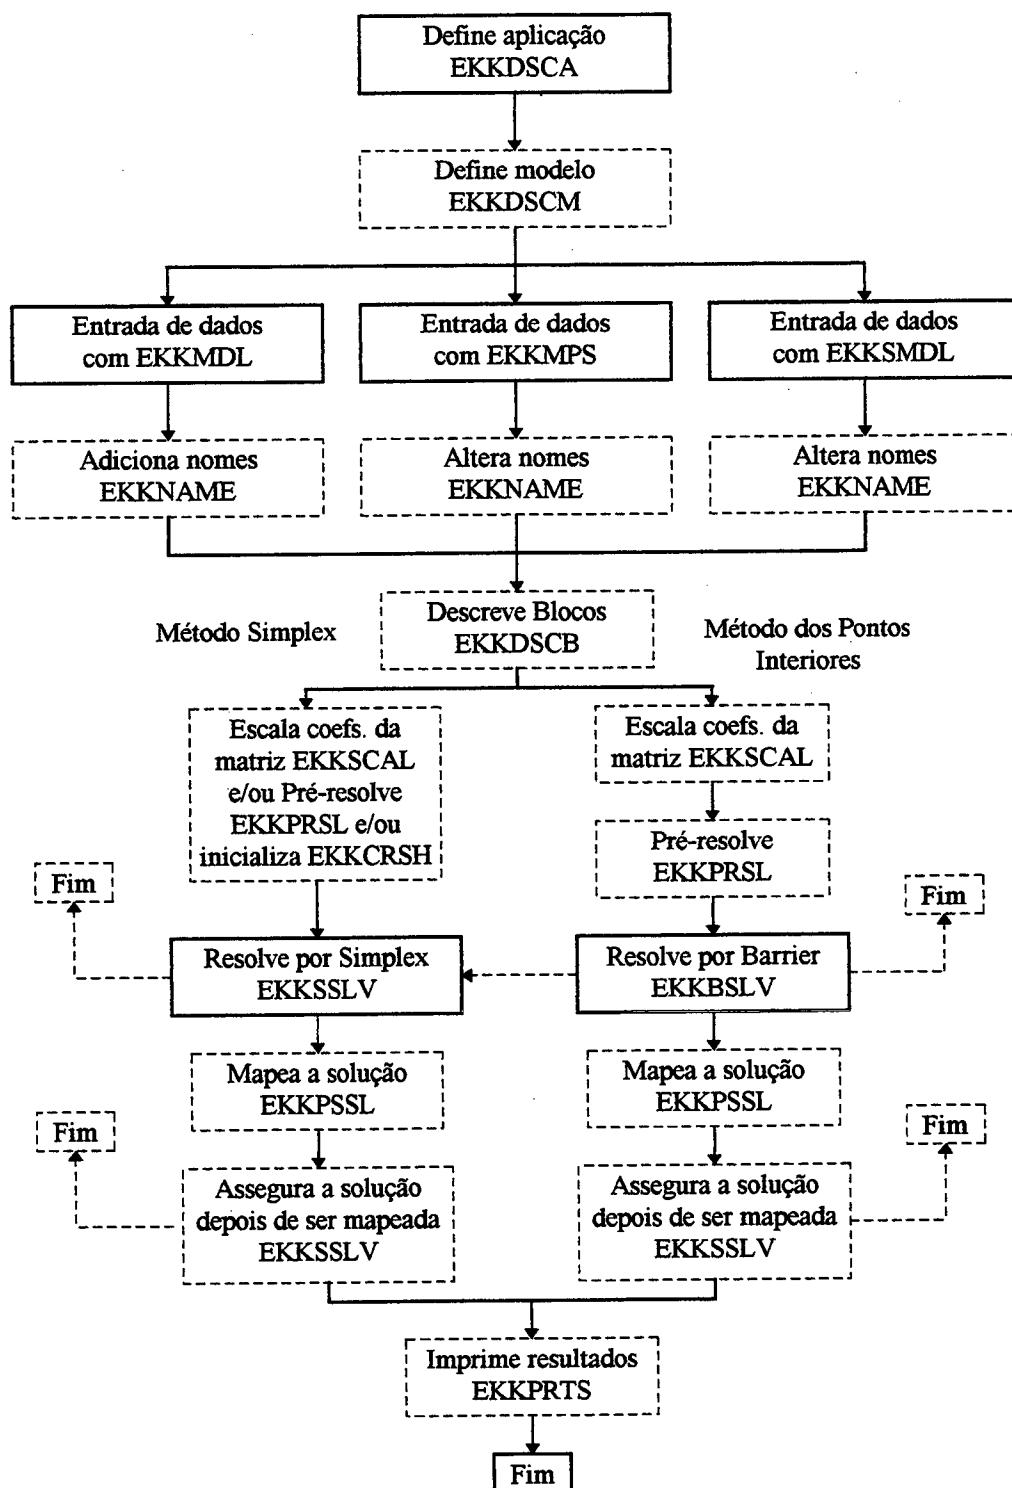 Define aplicação
EKKDSCA
Define modelo
EKKDSCM
Entrada de dados
com EKKMDL
Entrada de dados
com EKKMPS
Entrada de dados
com EKKSMDL
Adiciona nomes
EKKNAME
Altera nomes
EKKNAME
Altera nomes
EKKNAME
Método Simplex
Descreve Blocos
EKKDSCB
Método dos Pontos
Interiores
Escala coefs. da
matriz EKKSCAL
e/ou Pré-resolve
EKKPRSL e/ou
inicializa EKKCRSH
Escala coefs. da
matriz EKKSCAL
Pré-resolve
EKKPRSL
Fim
Fim
Resolve por Simplex
EKKSSLV
Resolve por Barrier
EKKBSLV
Mapea a solução
EKKPSSL
Mapea a solução
EKKPSSL
Fim
Fim
Assegura a solução
depois de ser mapeada
EKKSSLV
Assegura a solução
depois de ser mapeada
EKKSSLV
Imprime resultados
EKKPRTS
Fim